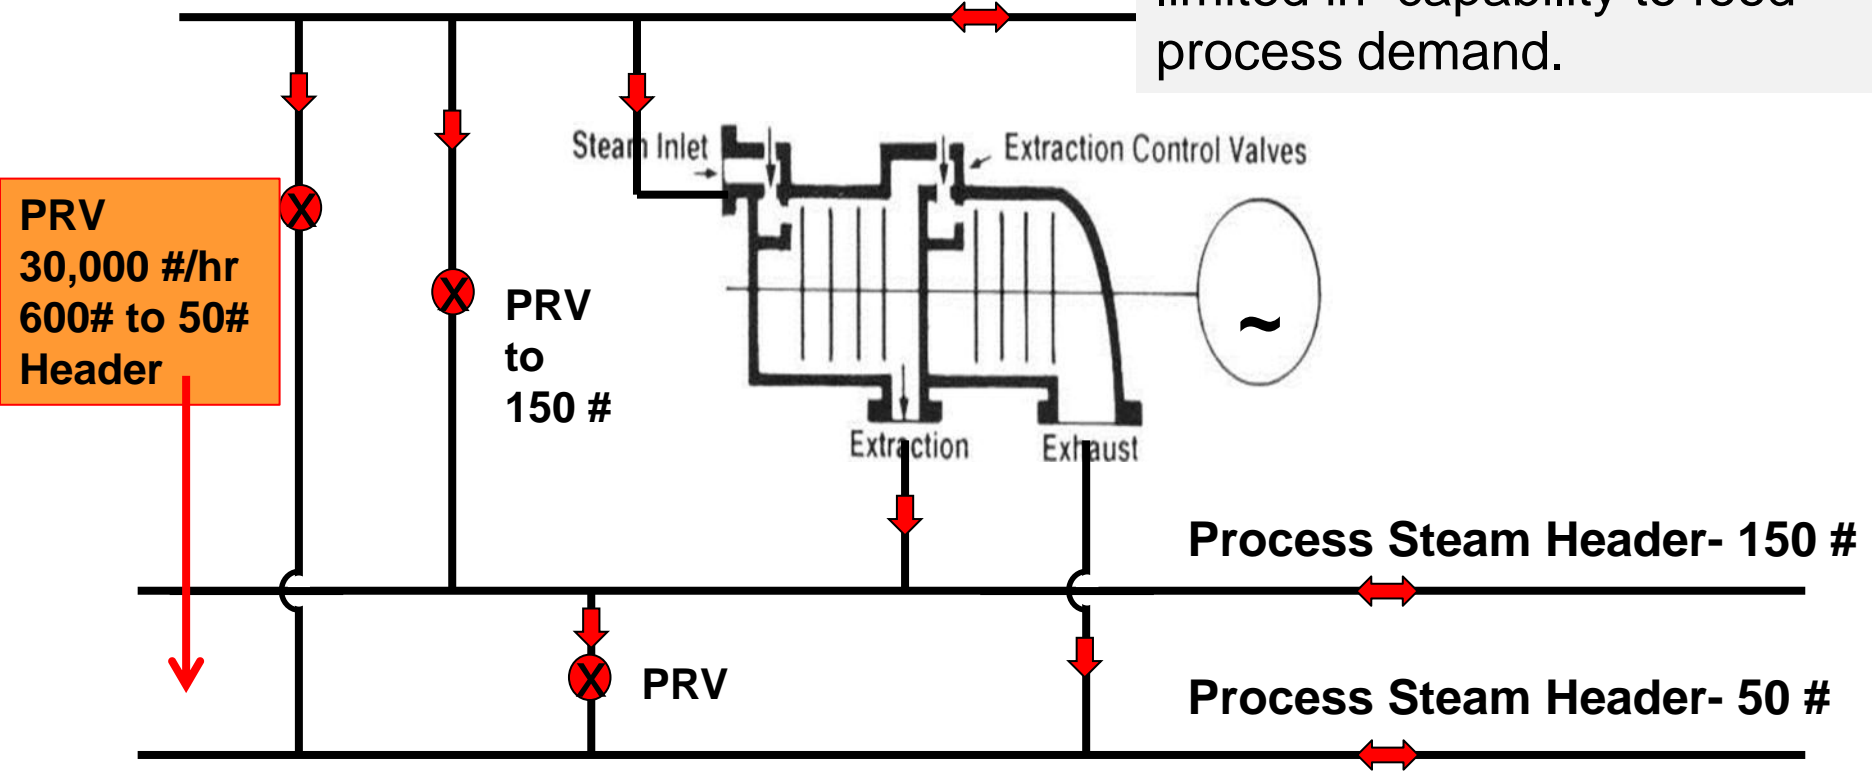 process demand.
Steam Inlet
Extraction Control Valves
PRV
30,000 #/hr
600# to 50#
Header
X
X
PRV
to
150 #
~
Extraction
Exhaust
Process Steam Header- 150 #
X
PRV
Process Steam Header- 50 #